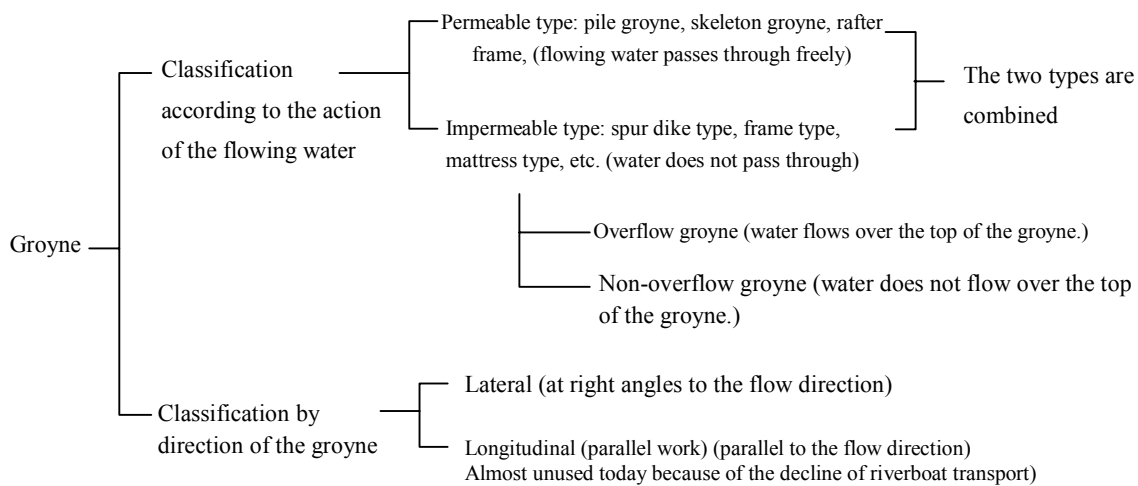 Permeable type: pile groyne, skeleton groyne, rafter
frame, (flowing water passes through freely)
Classification
according to the action
of the flowing water
The two types are
combined
Impermeable type: spur dike type, frame type,
mattress type, etc. (water does not pass through)
Groyne
Overflow groyne (water flows over the top of the groyne.)
Non-overflow groyne (water does not flow over the top
of the groyne.)
Lateral (at right angles to the flow direction)
Classification by
direction of the groyne
Longitudinal (parallel work) (parallel to the flow direction)
Almost unused today because of the decline of riverboat transport)